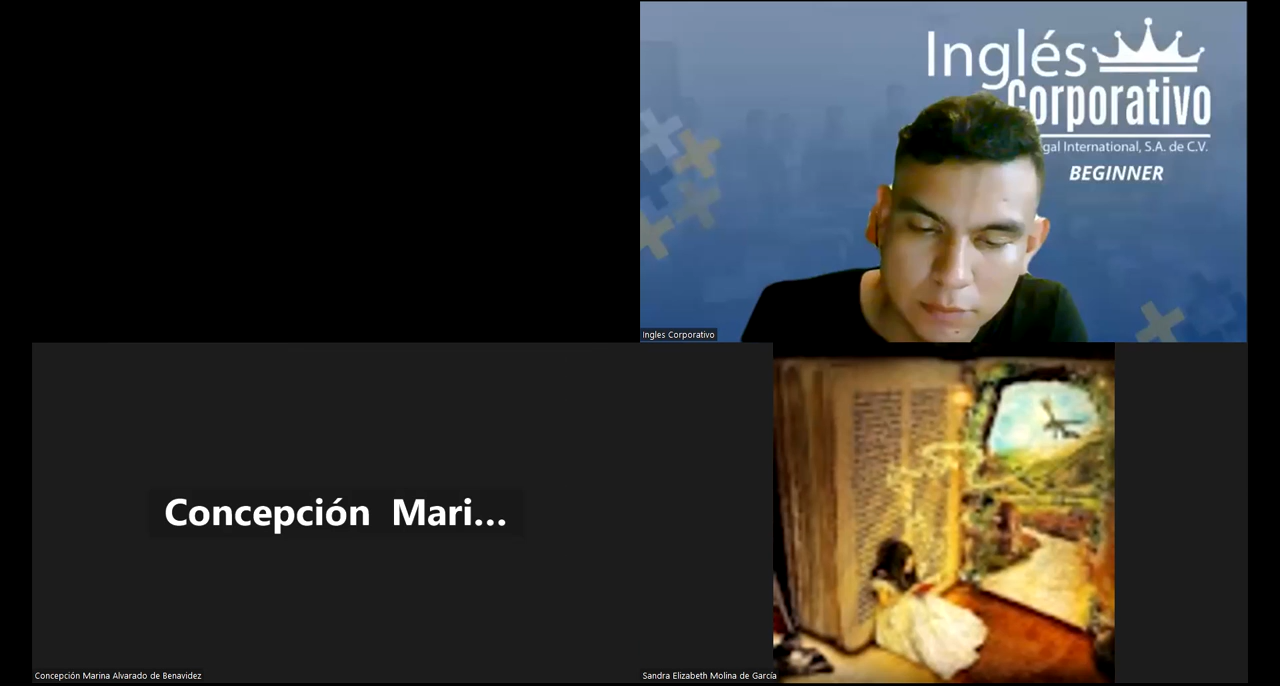 Inglés
Corporativo
gal International, S.A. de C.V.
BEGINNER
Ingles Corporativo
Concepción Mari...
Concepción Marina Alvarado de Benavidez
Sandra Elizabeth Molina de García